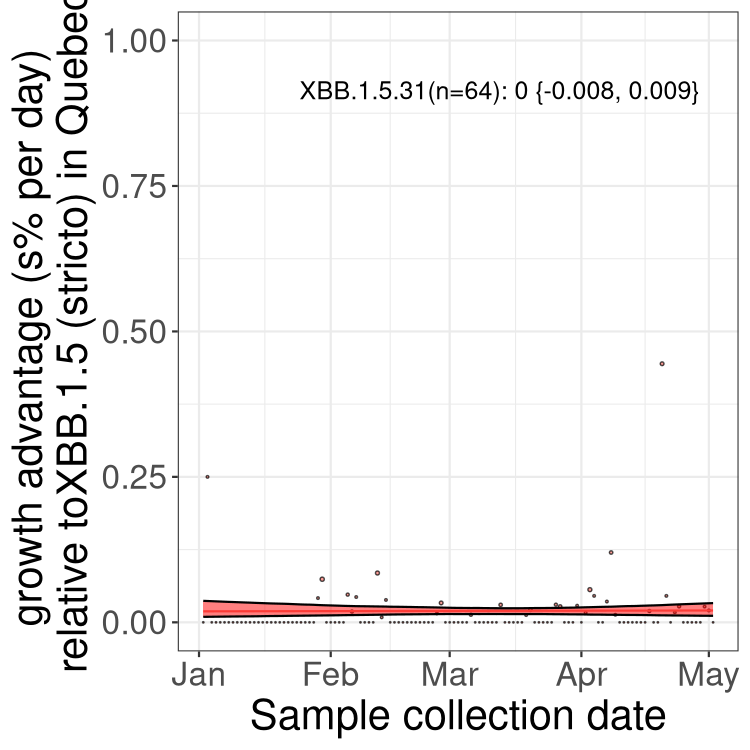 growth advantage (s% per day)
relative toXBB.1.5 (stricto) in Quebec
1.00
0.75
0.50
0.25
0.00
XBB.1.5.31(n=64): 0 {-0.008, 0.009}
Jan
Feb
Mar
Apr
May
Sample collection date